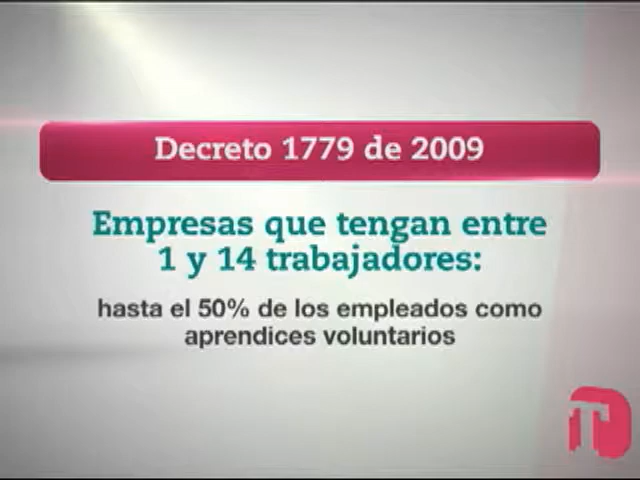 Decreto 1779 de 2009
Empresas que tengan entre
1 y 14 trabajadores:
hasta el 50% de los empleados como
aprendices voluntarios